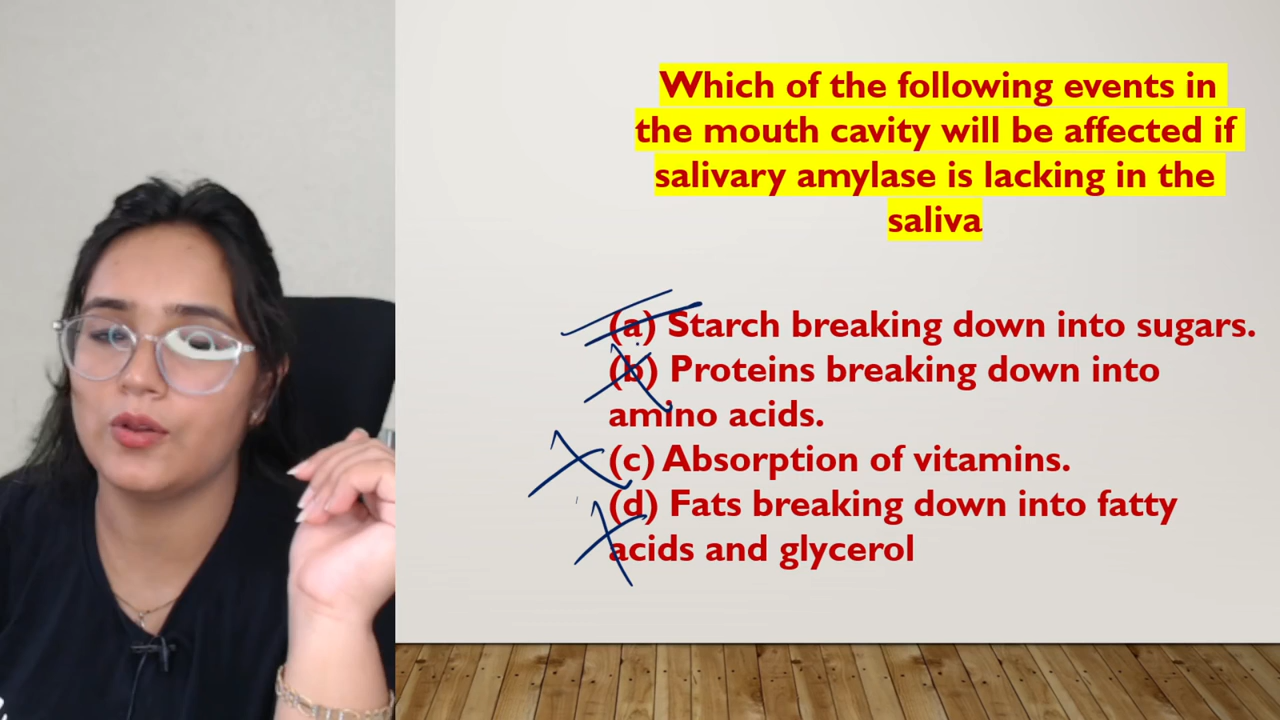 Which of the following events in
the mouth cavity will be affected if
salivary amylase is lacking in the
saliva
(a) Starch breaking down into sugars.
(b) Proteins breaking down into
amino acids.
(c) Absorption of vitamins.
(d) Fats breaking down into fatty
acids and glycerol